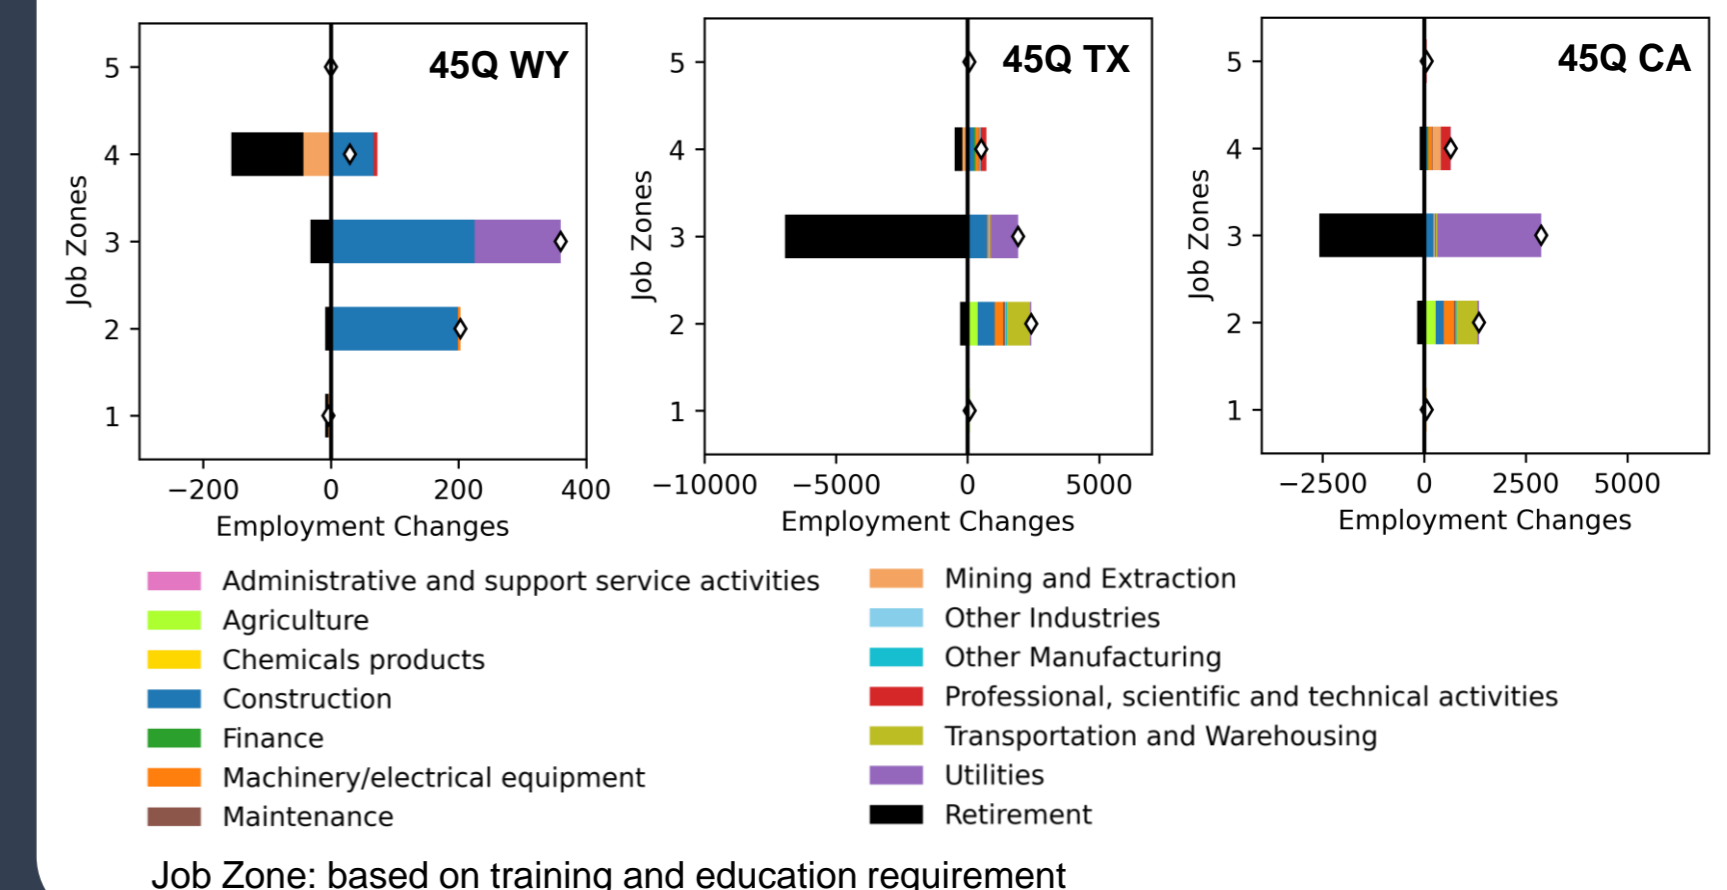 45Q WY
5
4
3
2
1
Job Zones
−200 0 200 400
Employment Changes
45Q TX
5
4
3
2
1
Job Zones
−10000 −5000 0 5000
Employment Changes
45Q CA
5
4
3
2
1
Job Zones
−2500 0 2500 5000
Employment Changes
Administrative and support service activities
Agriculture
Chemicals products
Construction
Finance
Machinery/electrical equipment
Maintenance
Mining and Extraction
Other Industries
Other Manufacturing
Professional, scientific and technical activities
Transportation and Warehousing
Utilities
Retirement
Job Zone: based on training and education requirement